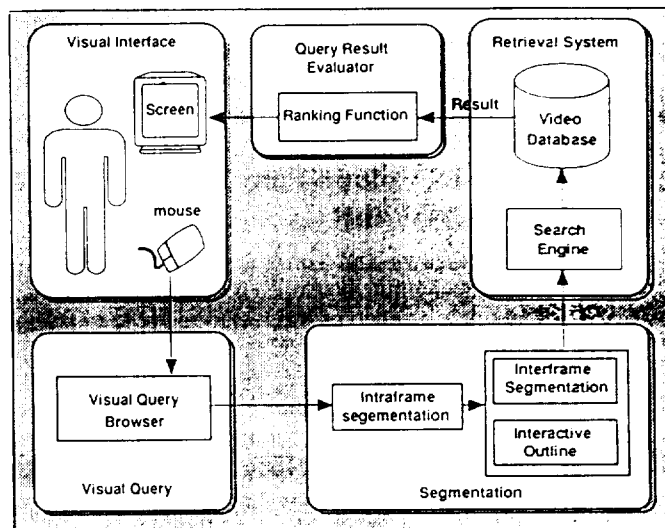 Visual Interface
Screen
mouse
Query Result
Evaluator
Ranking Function
Retrieval System
Result
Video
Database
Search
Engine
Visual Query
Browser
Visual Query
Intraframe
segementation
Interframe
Segmentation
Interactive
Outline
Segmentation